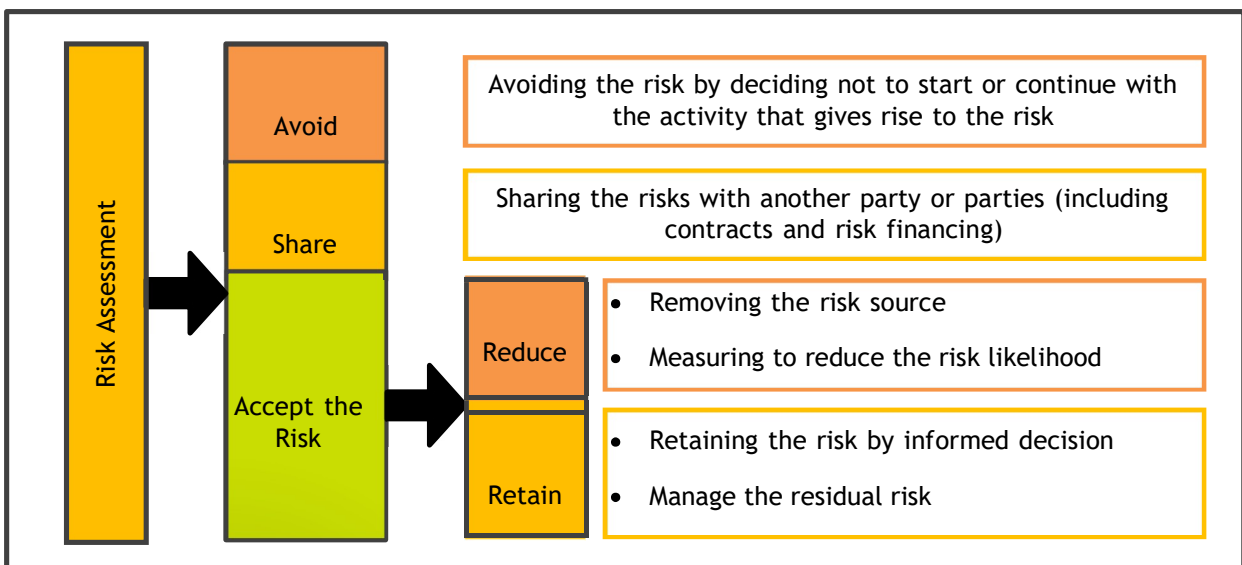 Risk Assessment
Avoid
Avoiding the risk by deciding not to start or continue with
the activity that gives rise to the risk
Share
Sharing the risks with another party or parties (including
contracts and risk financing)
Accept the
Risk
Reduce
• Removing the risk source
• Measuring to reduce the risk likelihood
Retain
• Retaining the risk by informed decision
• Manage the residual risk